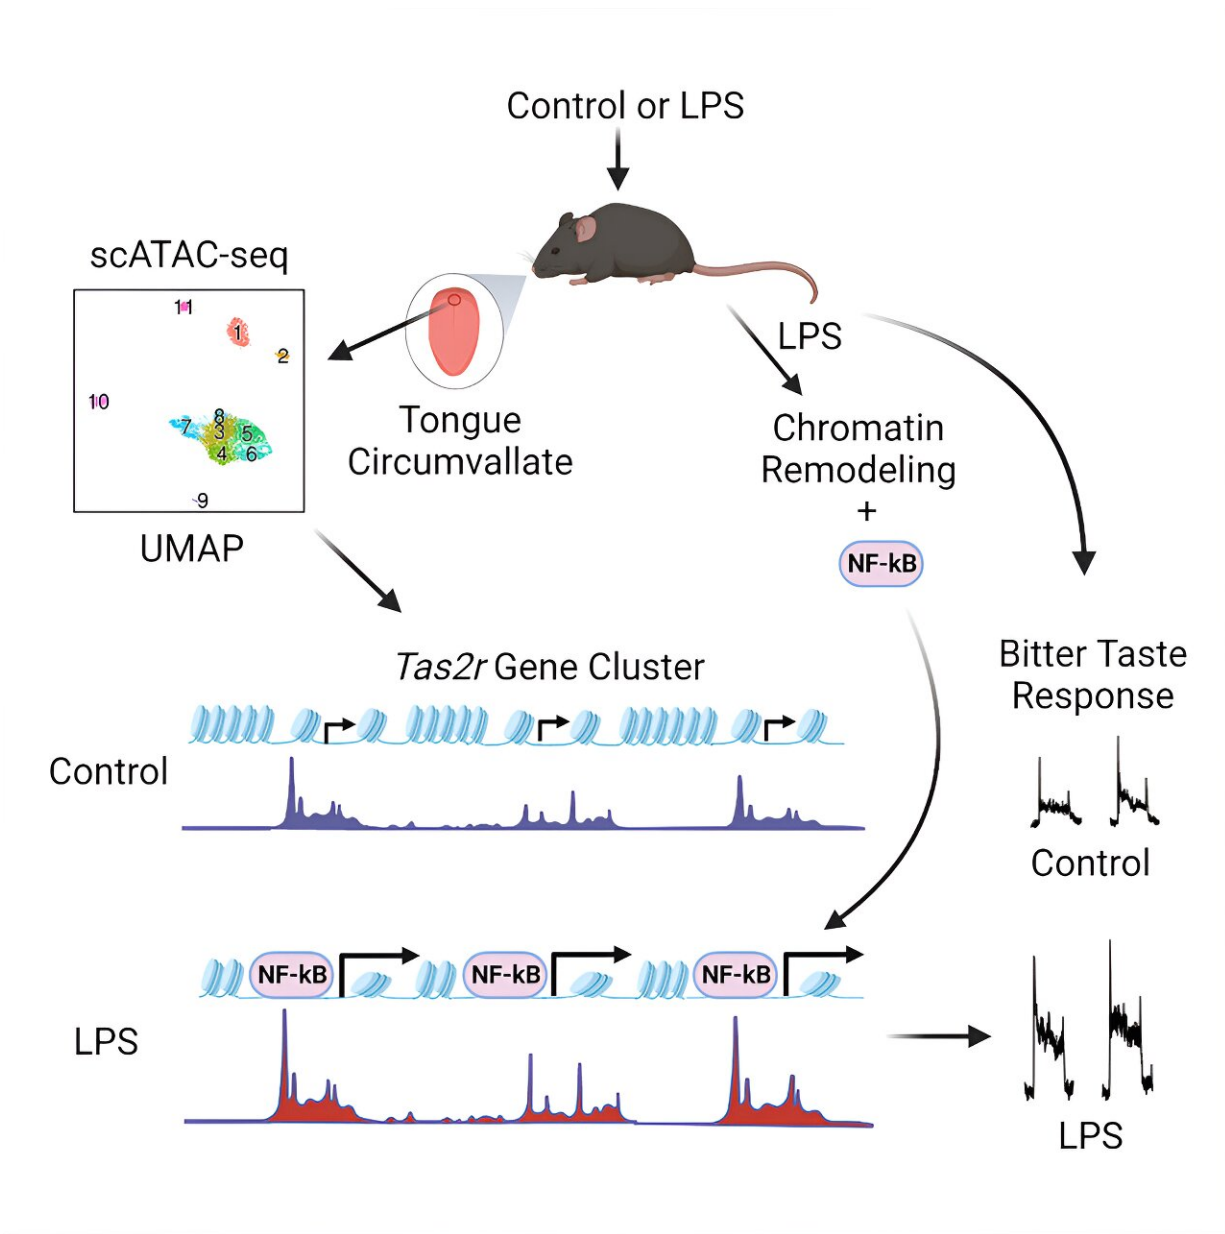 Control or LPS
scATAC-seq
11
1
2
10
8
7
3
5
4
6
9
UMAP
Tongue
Circumvallate
LPS
Chromatin
Remodeling
+
NF-kB
Tas2r Gene Cluster
Control
Bitter Taste
Response
Control
NF-kB
NF-kB
NF-kB
LPS
LPS